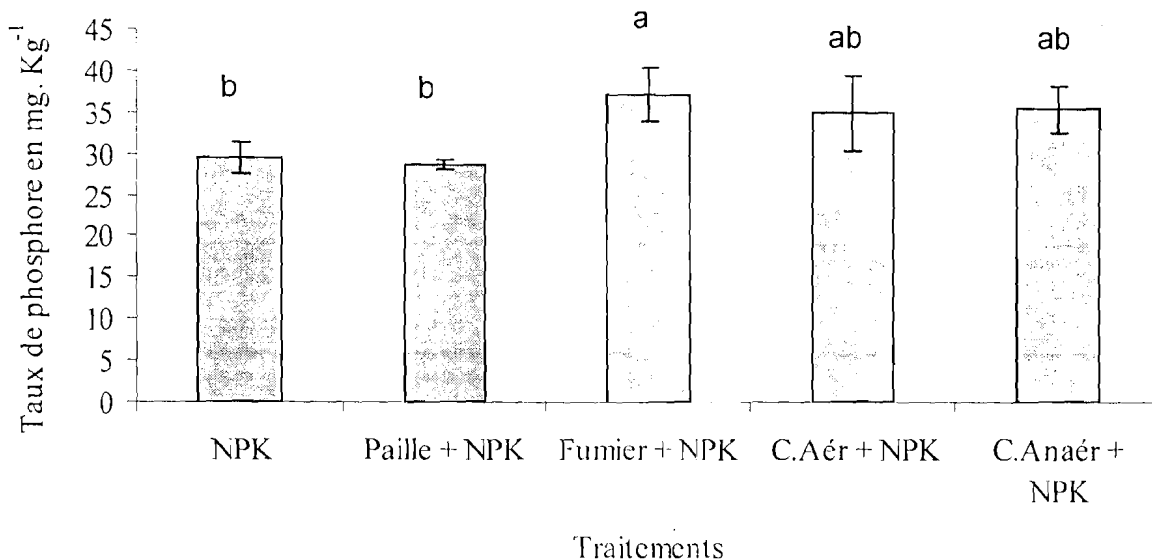 Taux de phosphore en mg. Kg-1
45
40
35
30
25
20
15
10
5
0
b
b
a
ab
ab
NPK
Paille + NPK
Fumier + NPK
C.Aér + NPK
C.Anaér +
NPK
Traitements